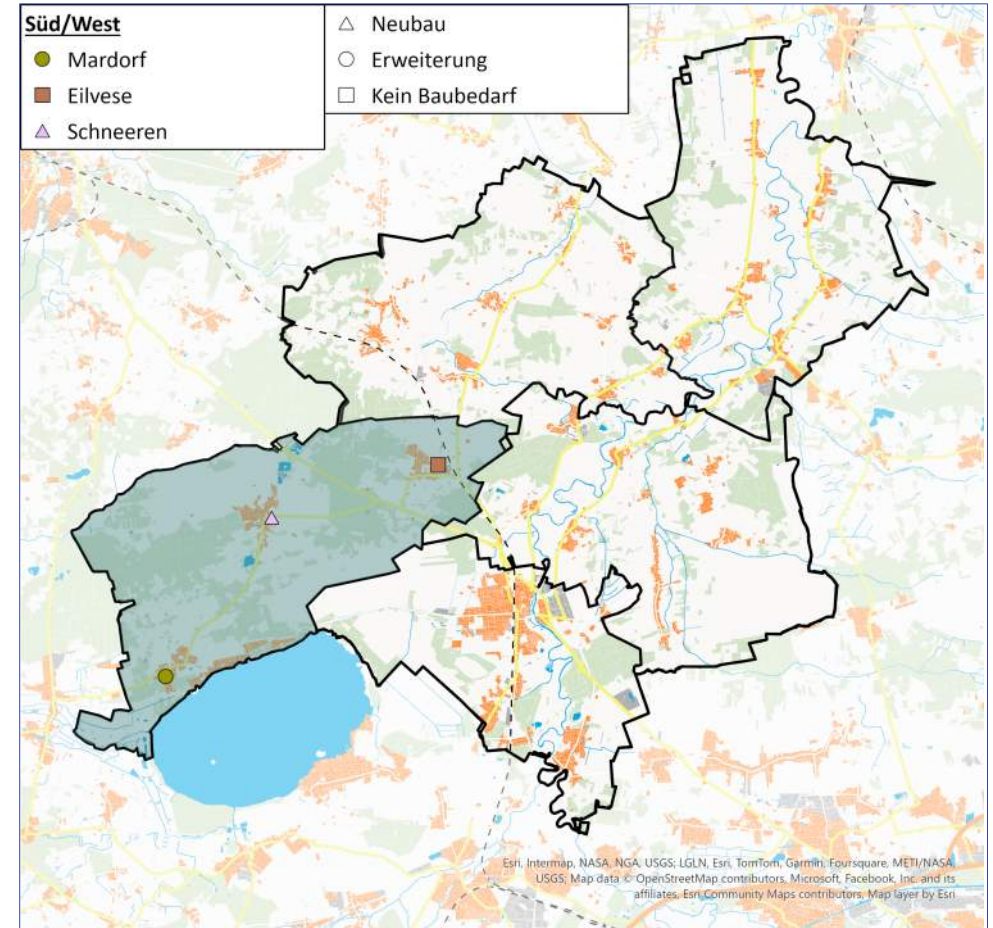 Süd/West
Mardorf
Eilvese
Schneeren
Neubau
Erweiterung
Kein Baubedarf
Esri, Intermap, NASA, NGA, USGS; LGLN, Esri, TomTom, Garmin, Foursquare, METI/NASA,
USGS; Map data © OpenStreetMap contributors, Microsoft, Facebook, Inc. and its
affiliates, Esri Community Maps contributors, Map layer by Esri